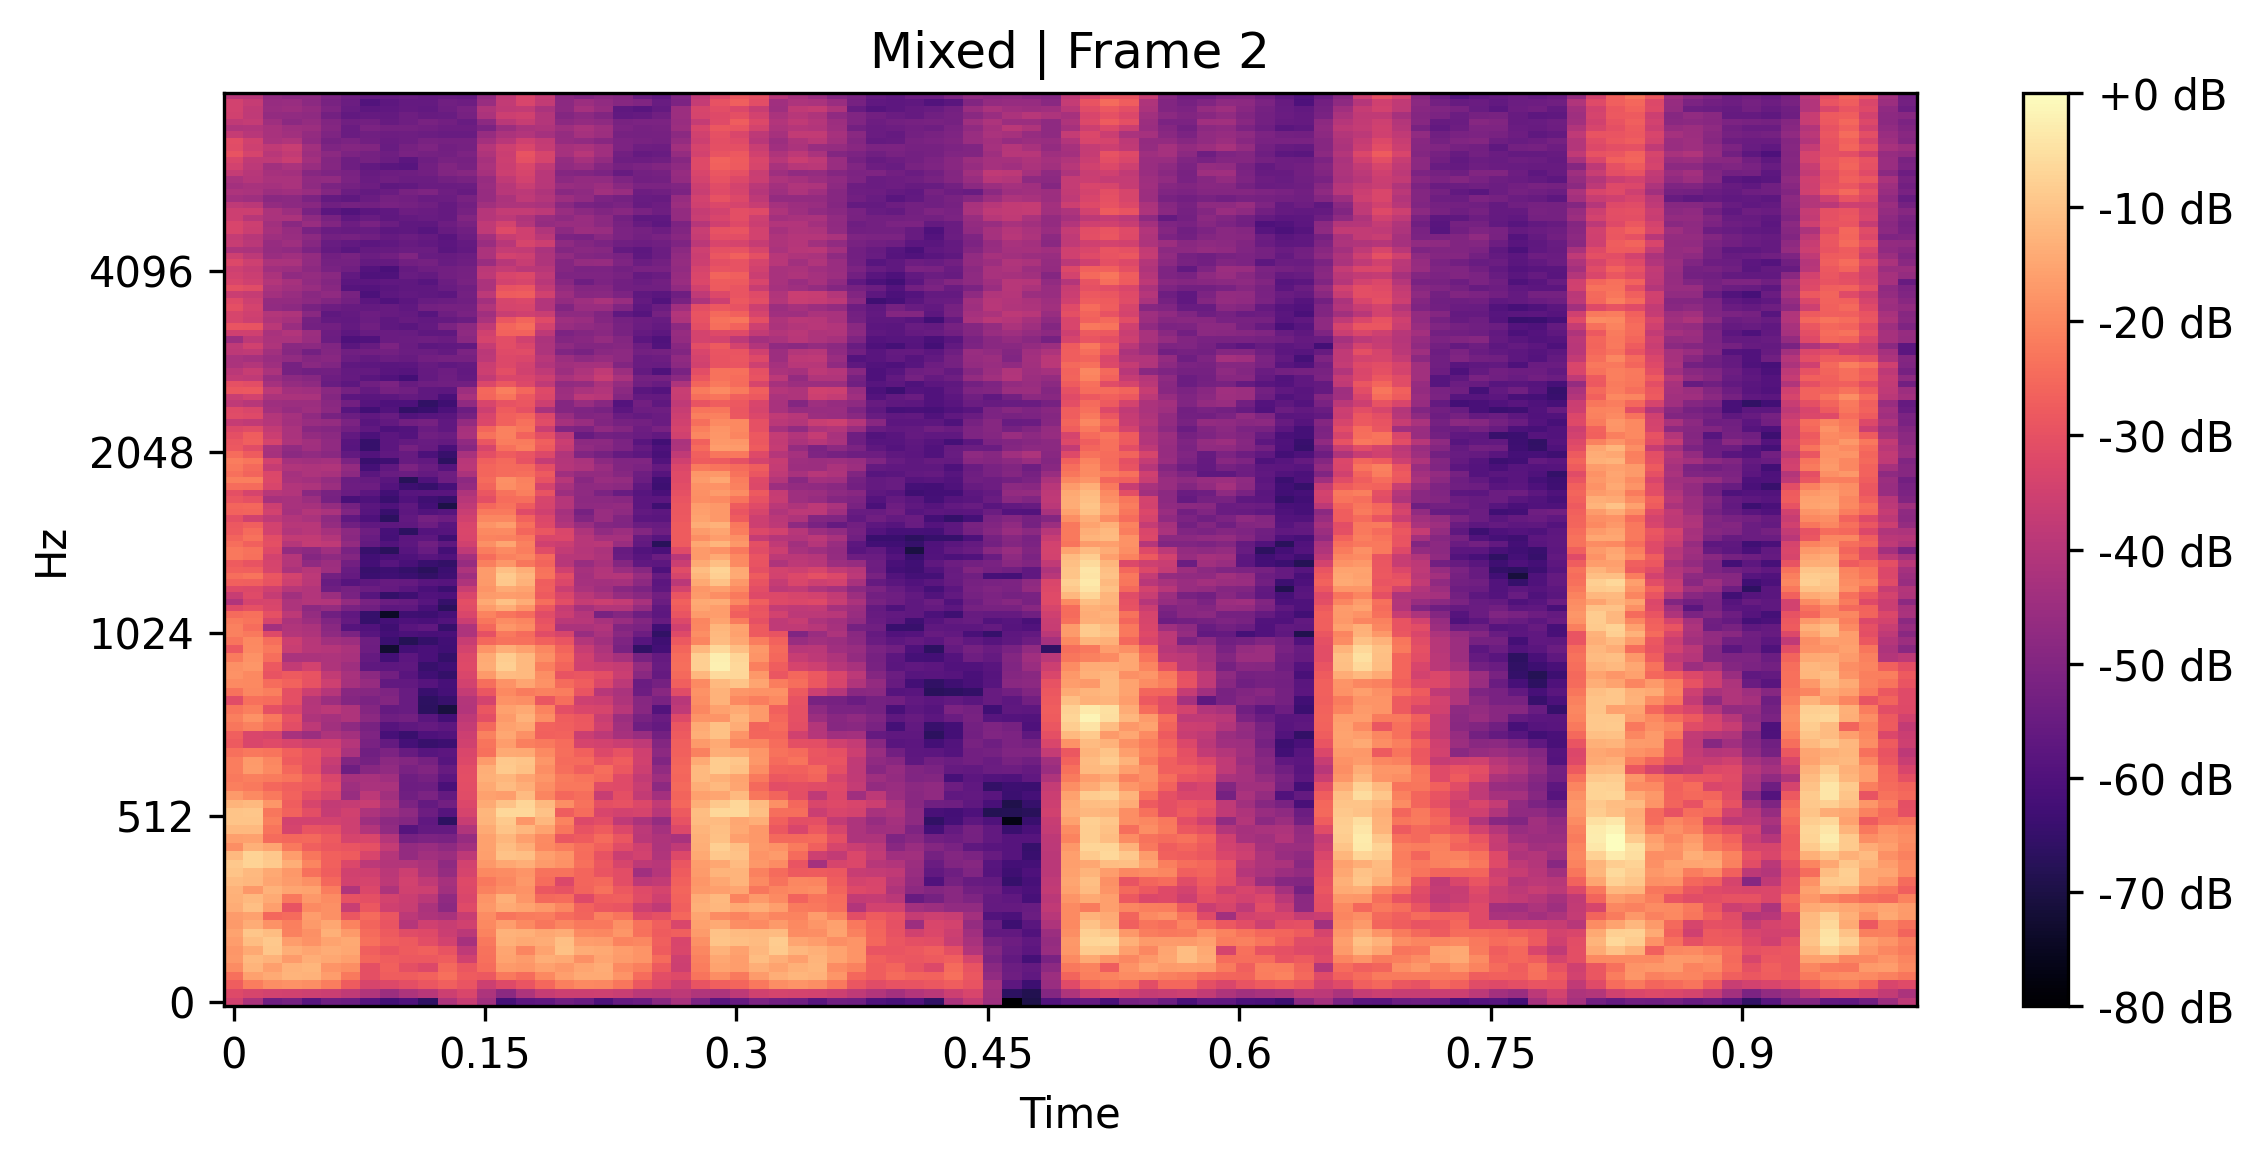 Mixed | Frame 2
+0 dB
-10 dB
-20 dB
-30 dB
-40 dB
-50 dB
-60 dB
-70 dB
-80 dB
Hz
4096
2048
1024
512
0
0 0.15 0.3 0.45 0.6 0.75 0.9
Time